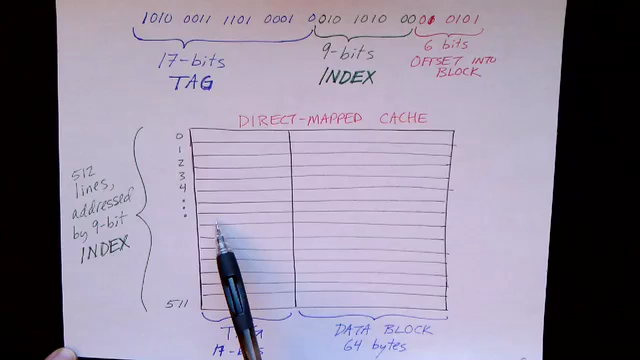 1010 0011 1101 0001 0010 1010 0000 0101
17-bits 9-bits 6 bits
TAG INDEX OFFSET INTO BLOCK
DIRECT-MAPPED CACHE
0
1
2
3
4
512 lines, addressed by 9-bit INDEX
511
TAG DATA BLOCK
64 bytes